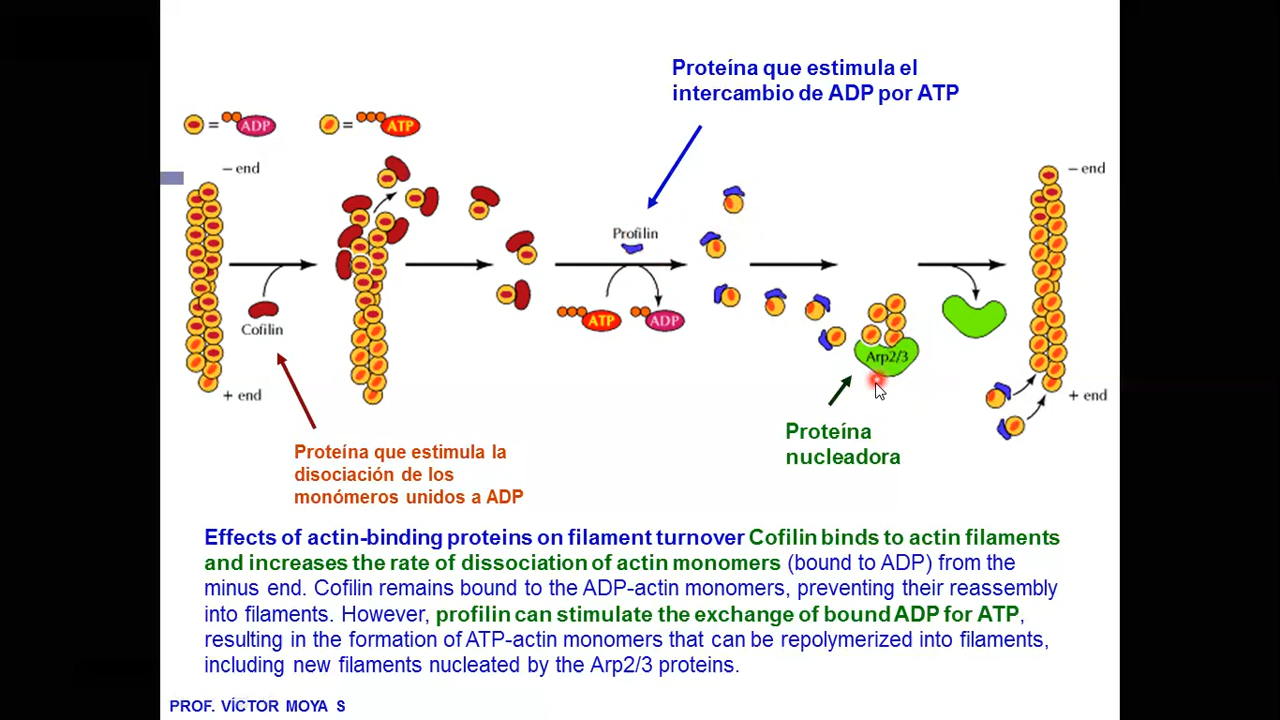 Proteína que estimula el
intercambio de ADP por ATP
= ADP
= ATP
– end
– end
Profilin
Cofilin
ATP
ADP
Arp2/3
+ end
+ end
Proteína que estimula la
disociación de los
monómeros unidos a ADP
Proteína
nucleadora
Effects of actin-binding proteins on filament turnover Cofilin binds to actin filaments
and increases the rate of dissociation of actin monomers (bound to ADP) from the
minus end. Cofilin remains bound to the ADP-actin monomers, preventing their reassembly
into filaments. However, profilin can stimulate the exchange of bound ADP for ATP,
resulting in the formation of ATP-actin monomers that can be repolymerized into filaments,
including new filaments nucleated by the Arp2/3 proteins.
PROF. VÍCTOR MOYA S